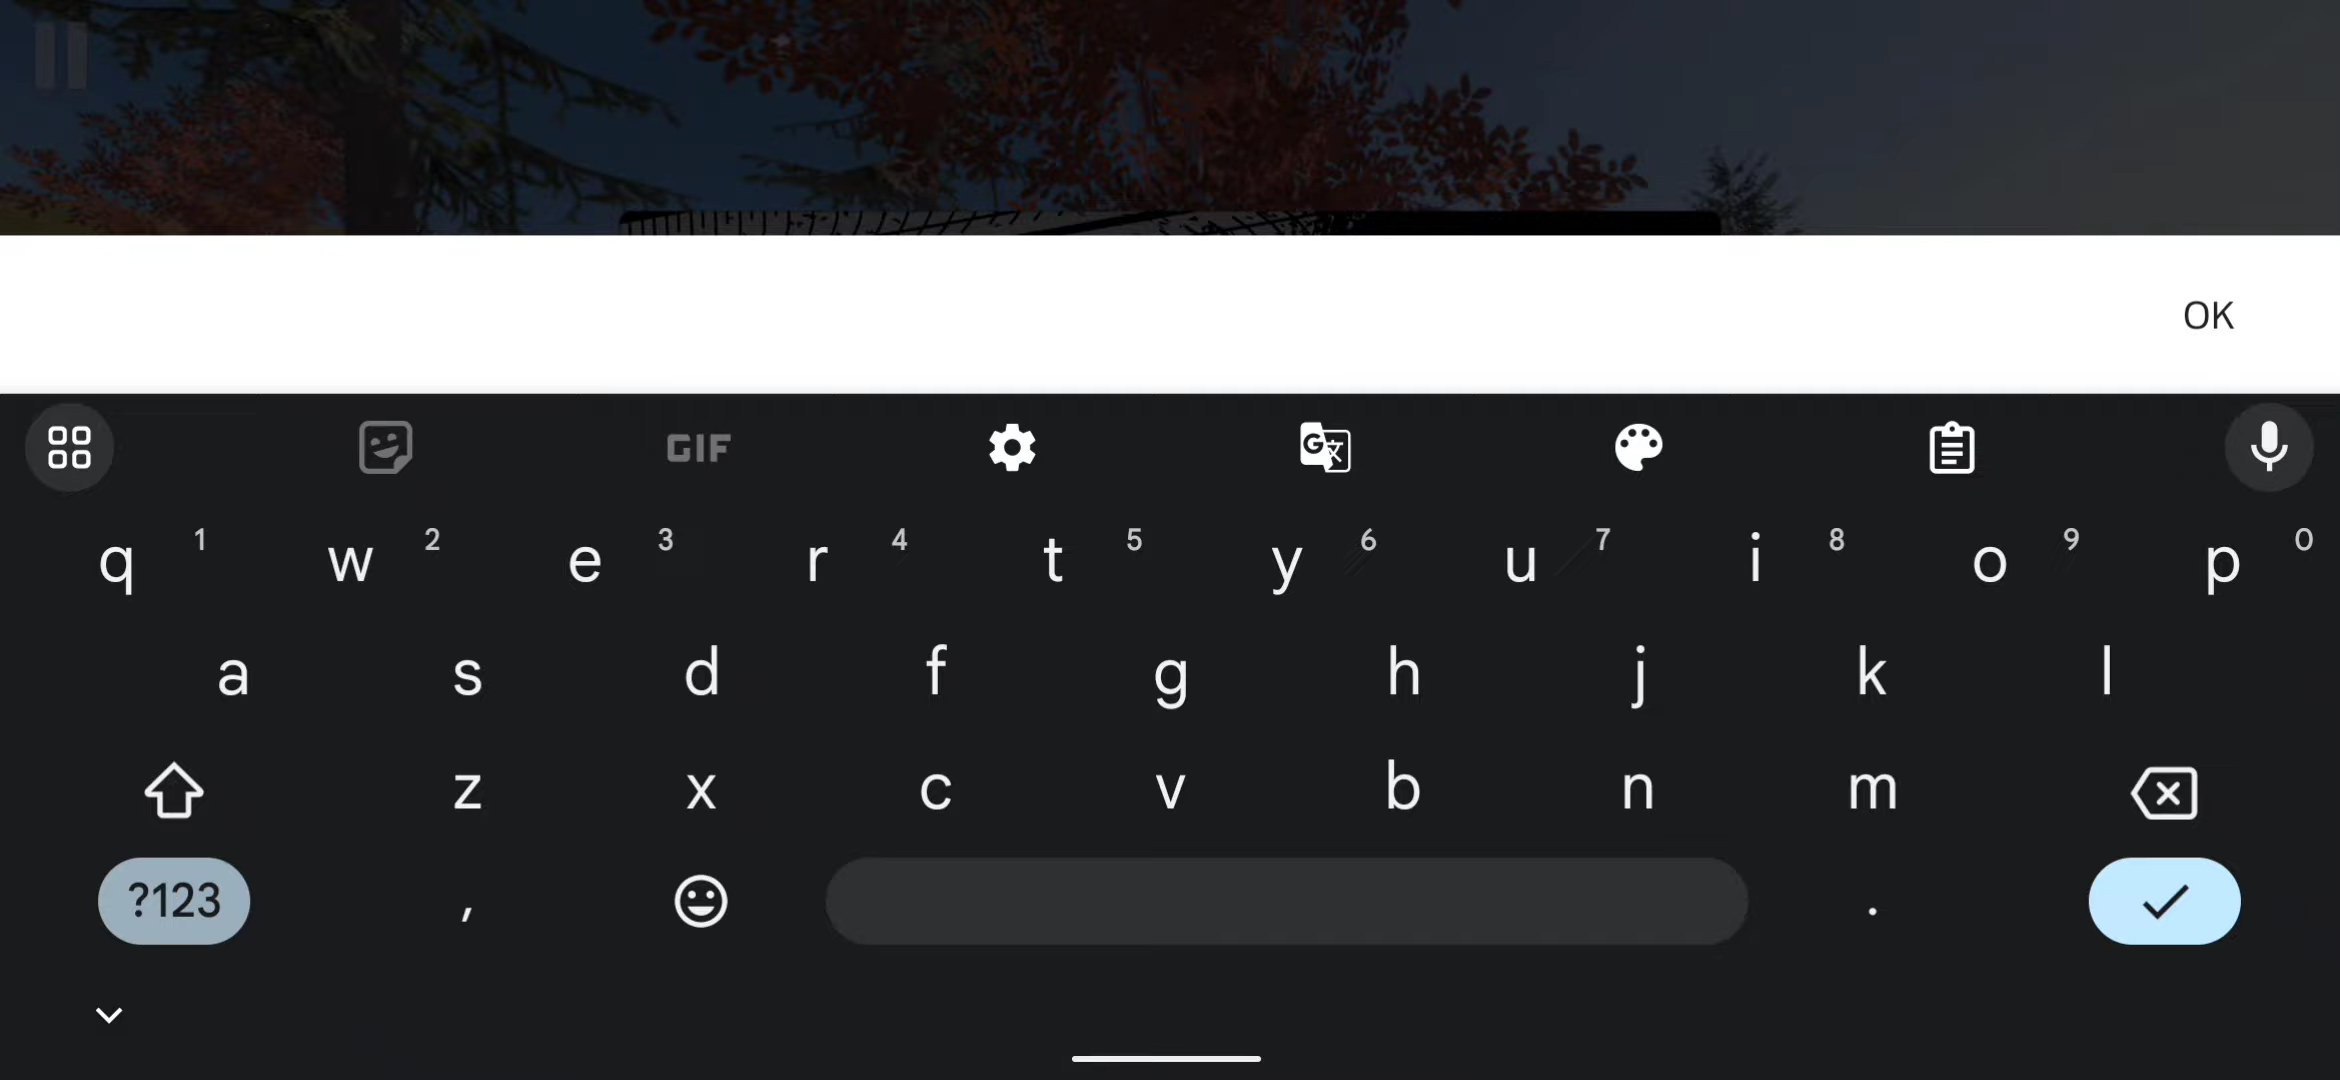 OK
GIF G
q 1 w 2 e 3 r 4 t 5 y 6 u 7 i 8 o 9 p 0
a s d f g h j k l
z x c v b n m
?123 , .